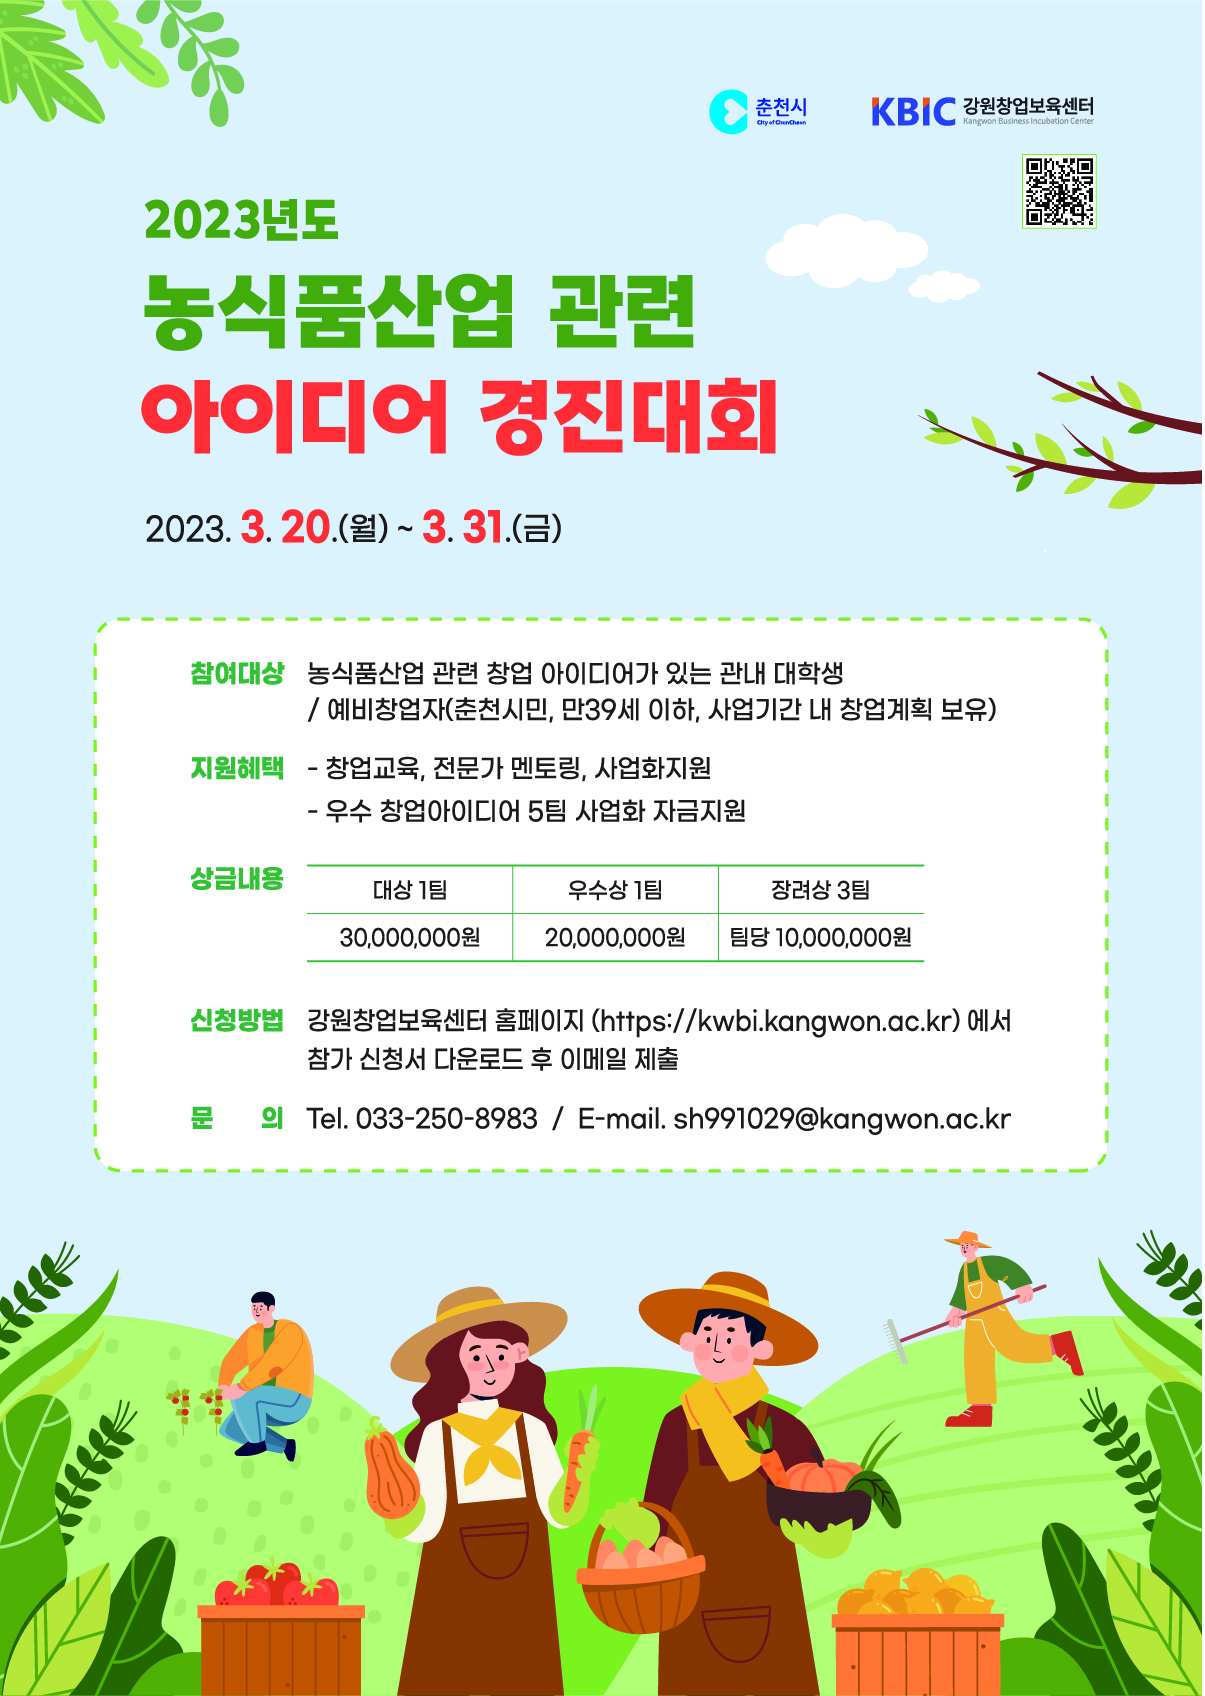 춘천시
City of ChunCheon
KBIC 강원창업보육센터
Kangwon Business Incubation Center
2023년도
농식품산업 관련
아이디어 경진대회
2023. 3. 20.(월) ~ 3. 31.(금)
참여대상 농식품산업 관련 창업 아이디어가 있는 관내 대학생
/ 예비창업자(춘천시민, 만39세 이하, 사업기간 내 창업계획 보유)
지원혜택 - 창업교육, 전문가 멘토링, 사업화지원
- 우수 창업아이디어 5팀 사업화 자금지원
상금내용 대상 1팀 우수상 1팀 장려상 3팀
30,000,000원 20,000,000원 팀당 10,000,000원
신청방법 강원창업보육센터 홈페이지 (https://kwbi.kangwon.ac.kr) 에서
참가 신청서 다운로드 후 이메일 제출
문 의 Tel. 033-250-8983 / E-mail. sh991029@kangwon.ac.kr